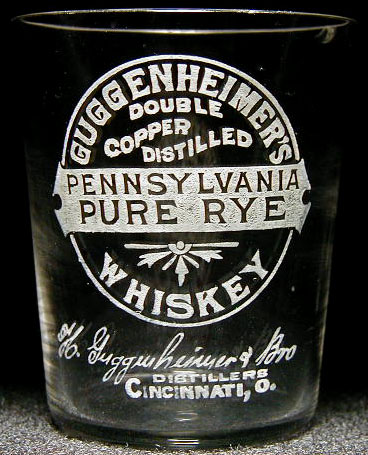 GUGGENHEIMER'S
DOUBLE
COPPER
DISTILLED
PENNSYLVANIA
PURE RYE
WHISKEY
H. Guggenheimer & Bro
DISTILLERS
CINCINNATI, O.